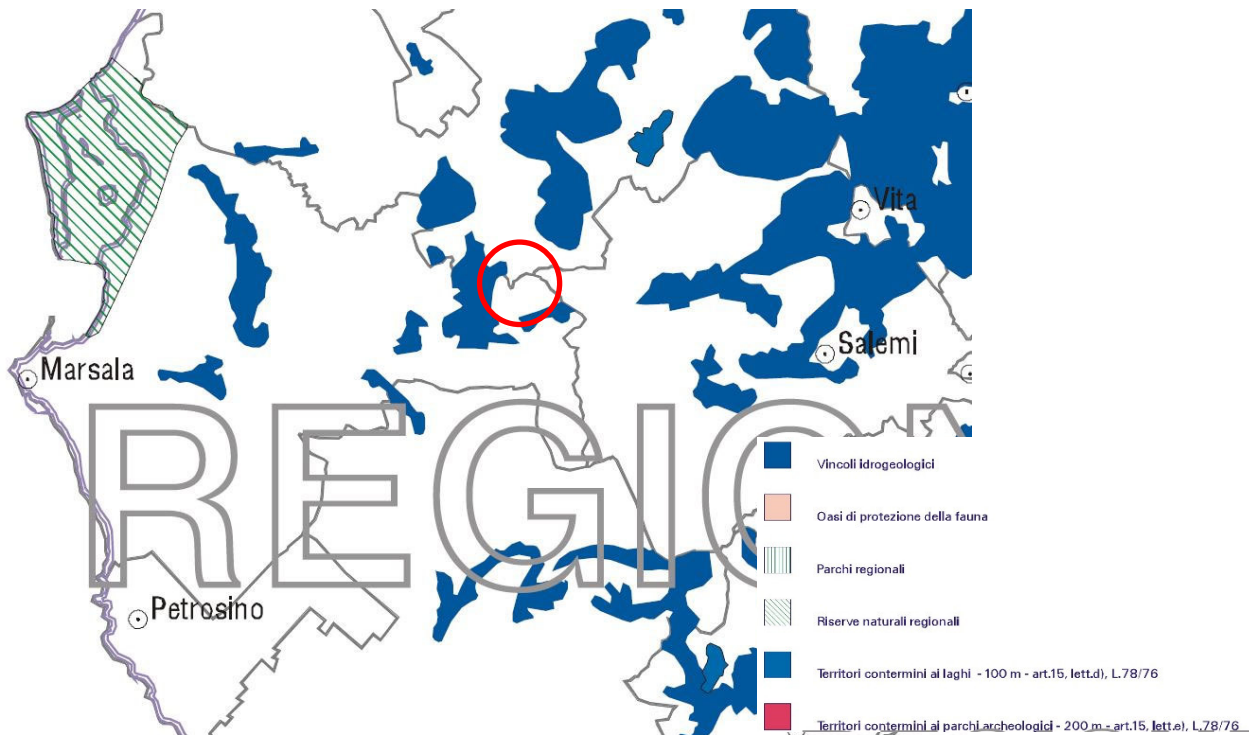 Vita
Salemi
Marsala
REGION
Petrosino
Vincoli idrogeologici
Oasi di protezione della fauna
Parchi regionali
Riserve naturali regionali
Territori contermini ai laghi - 100 m - art.15, lett.d), L.78/76
Territori contermini ai parchi archeologici - 200 m - art.15, lett.e), L.78/76